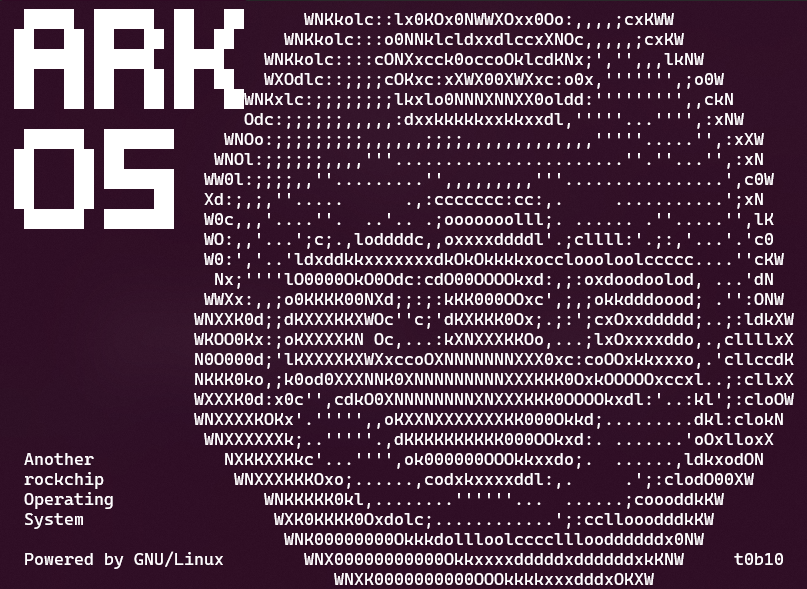 ARK
OS
Another
rockchip
Operating
System
Powered by GNU/Linux
t0b10